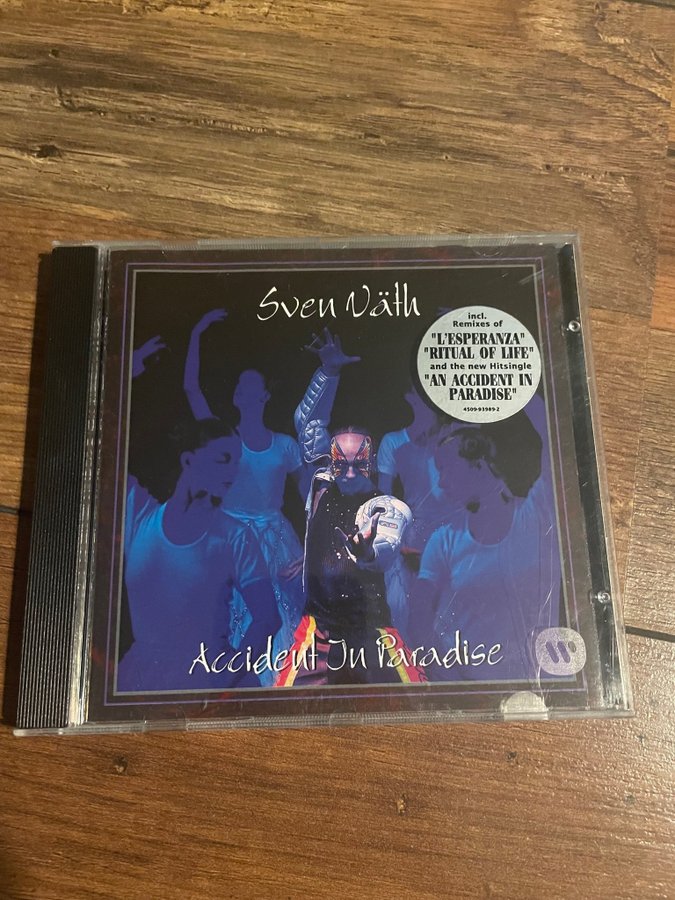 Sven Väth
incl.
Remixes of
"L'ESPERANZA"
"RITUAL OF LIFE"
and the new Hitsingle
"AN ACCIDENT IN
PARADISE"
4509-93989-2
Accident In Paradise